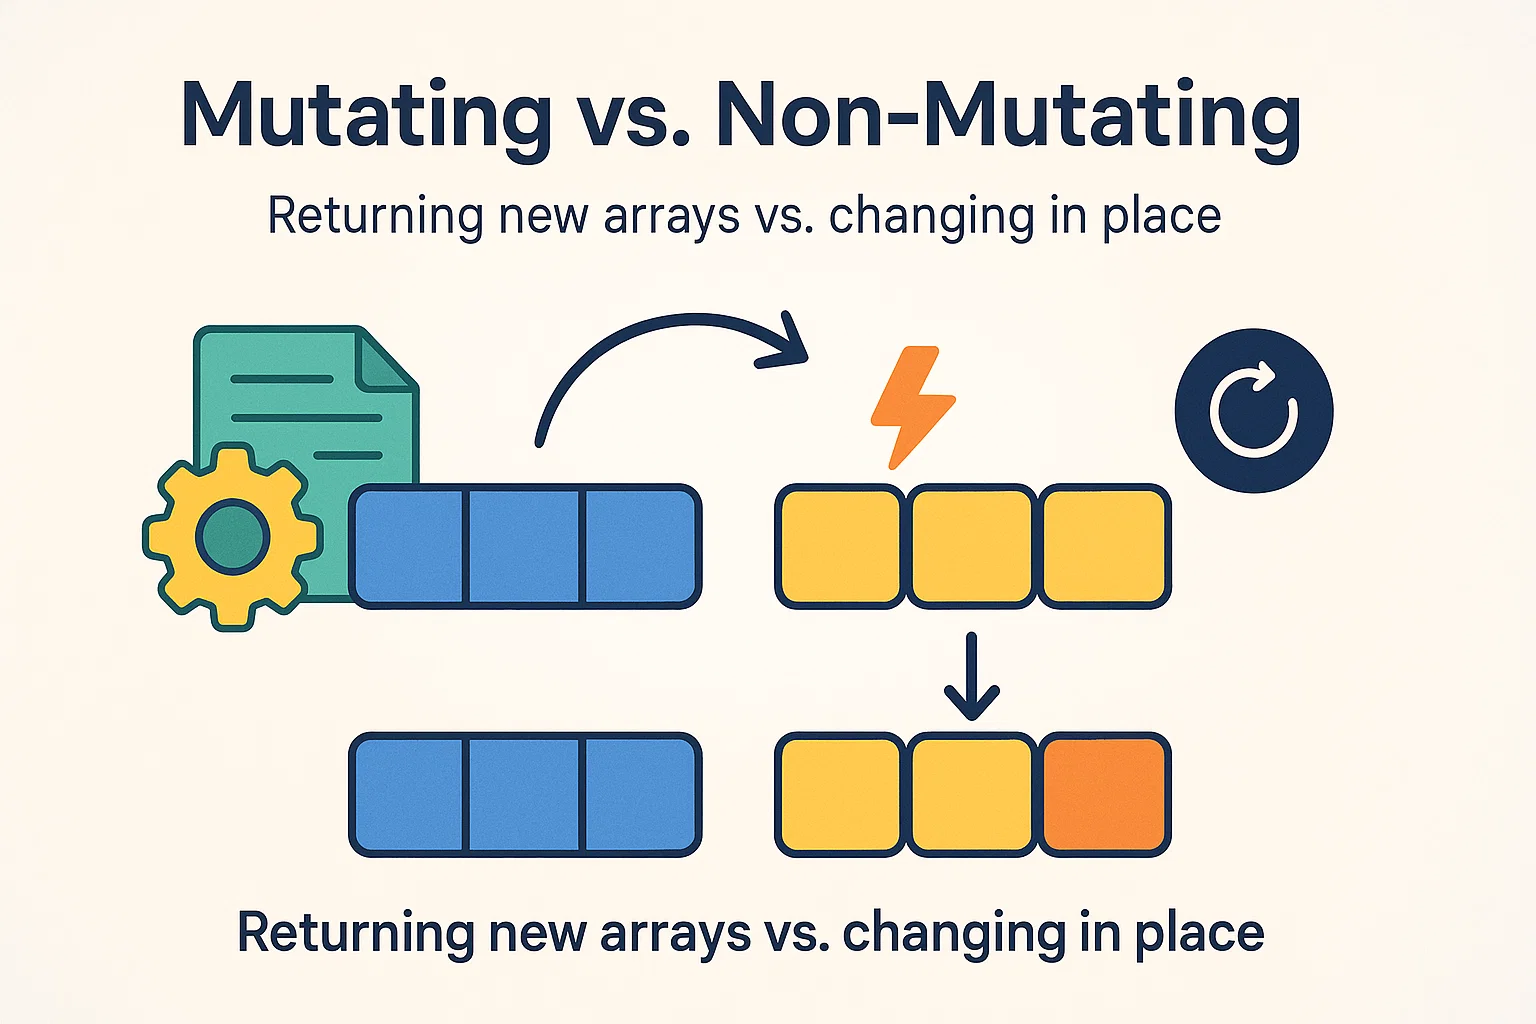 Mutating vs. Non-Mutating
Returning new arrays vs. changing in place
Returning new arrays vs. changing in place